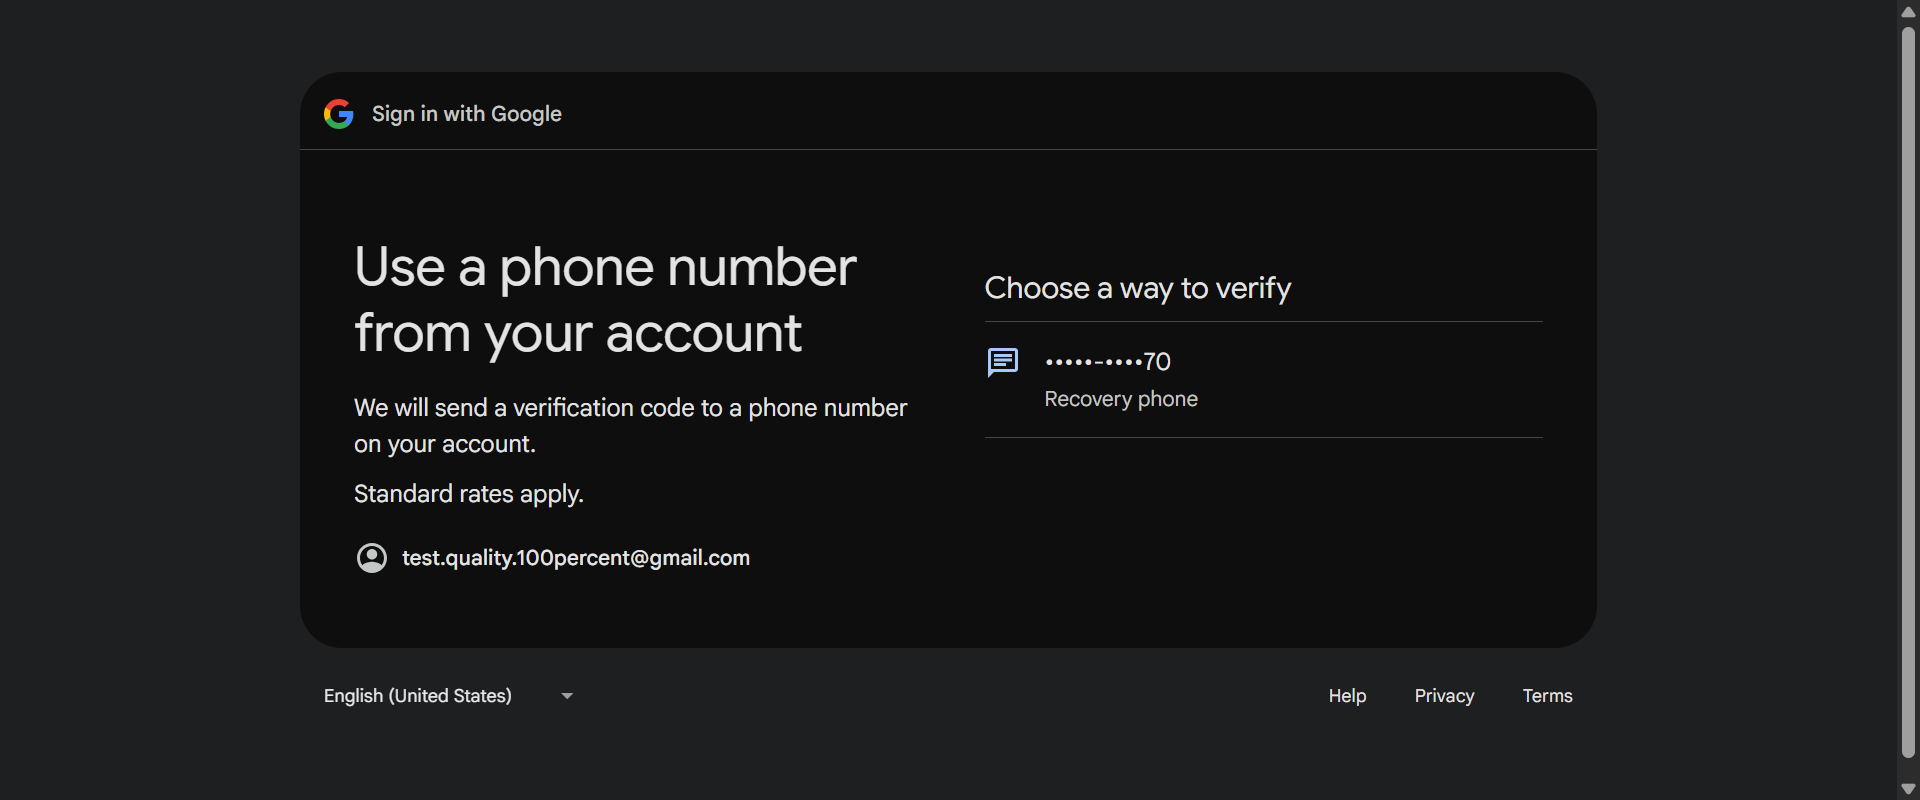 Sign in with Google
Use a phone number
from your account
We will send a verification code to a phone number
on your account.
Standard rates apply.
test.quality.100percent@gmail.com
Choose a way to verify
•••••-••••70
Recovery phone
English (United States)
Help
Privacy
Terms